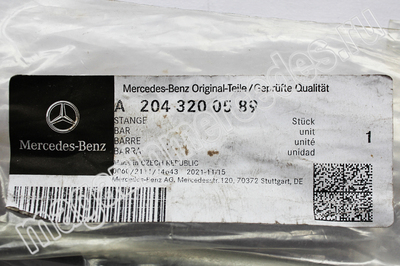 Mercedes-Benz Original-Teile/Geprüfte Qualität
A 204 320 05 89
STANGE
BAR
BARRE
BARRA
Stück
unit
unité
unidad
1
Mercedes-Benz
Made in CZECH REPUBLIC
2021-11-15
Mercedes-Benz AG, Mercedesstr. 120, 70372 Stuttgart, DE